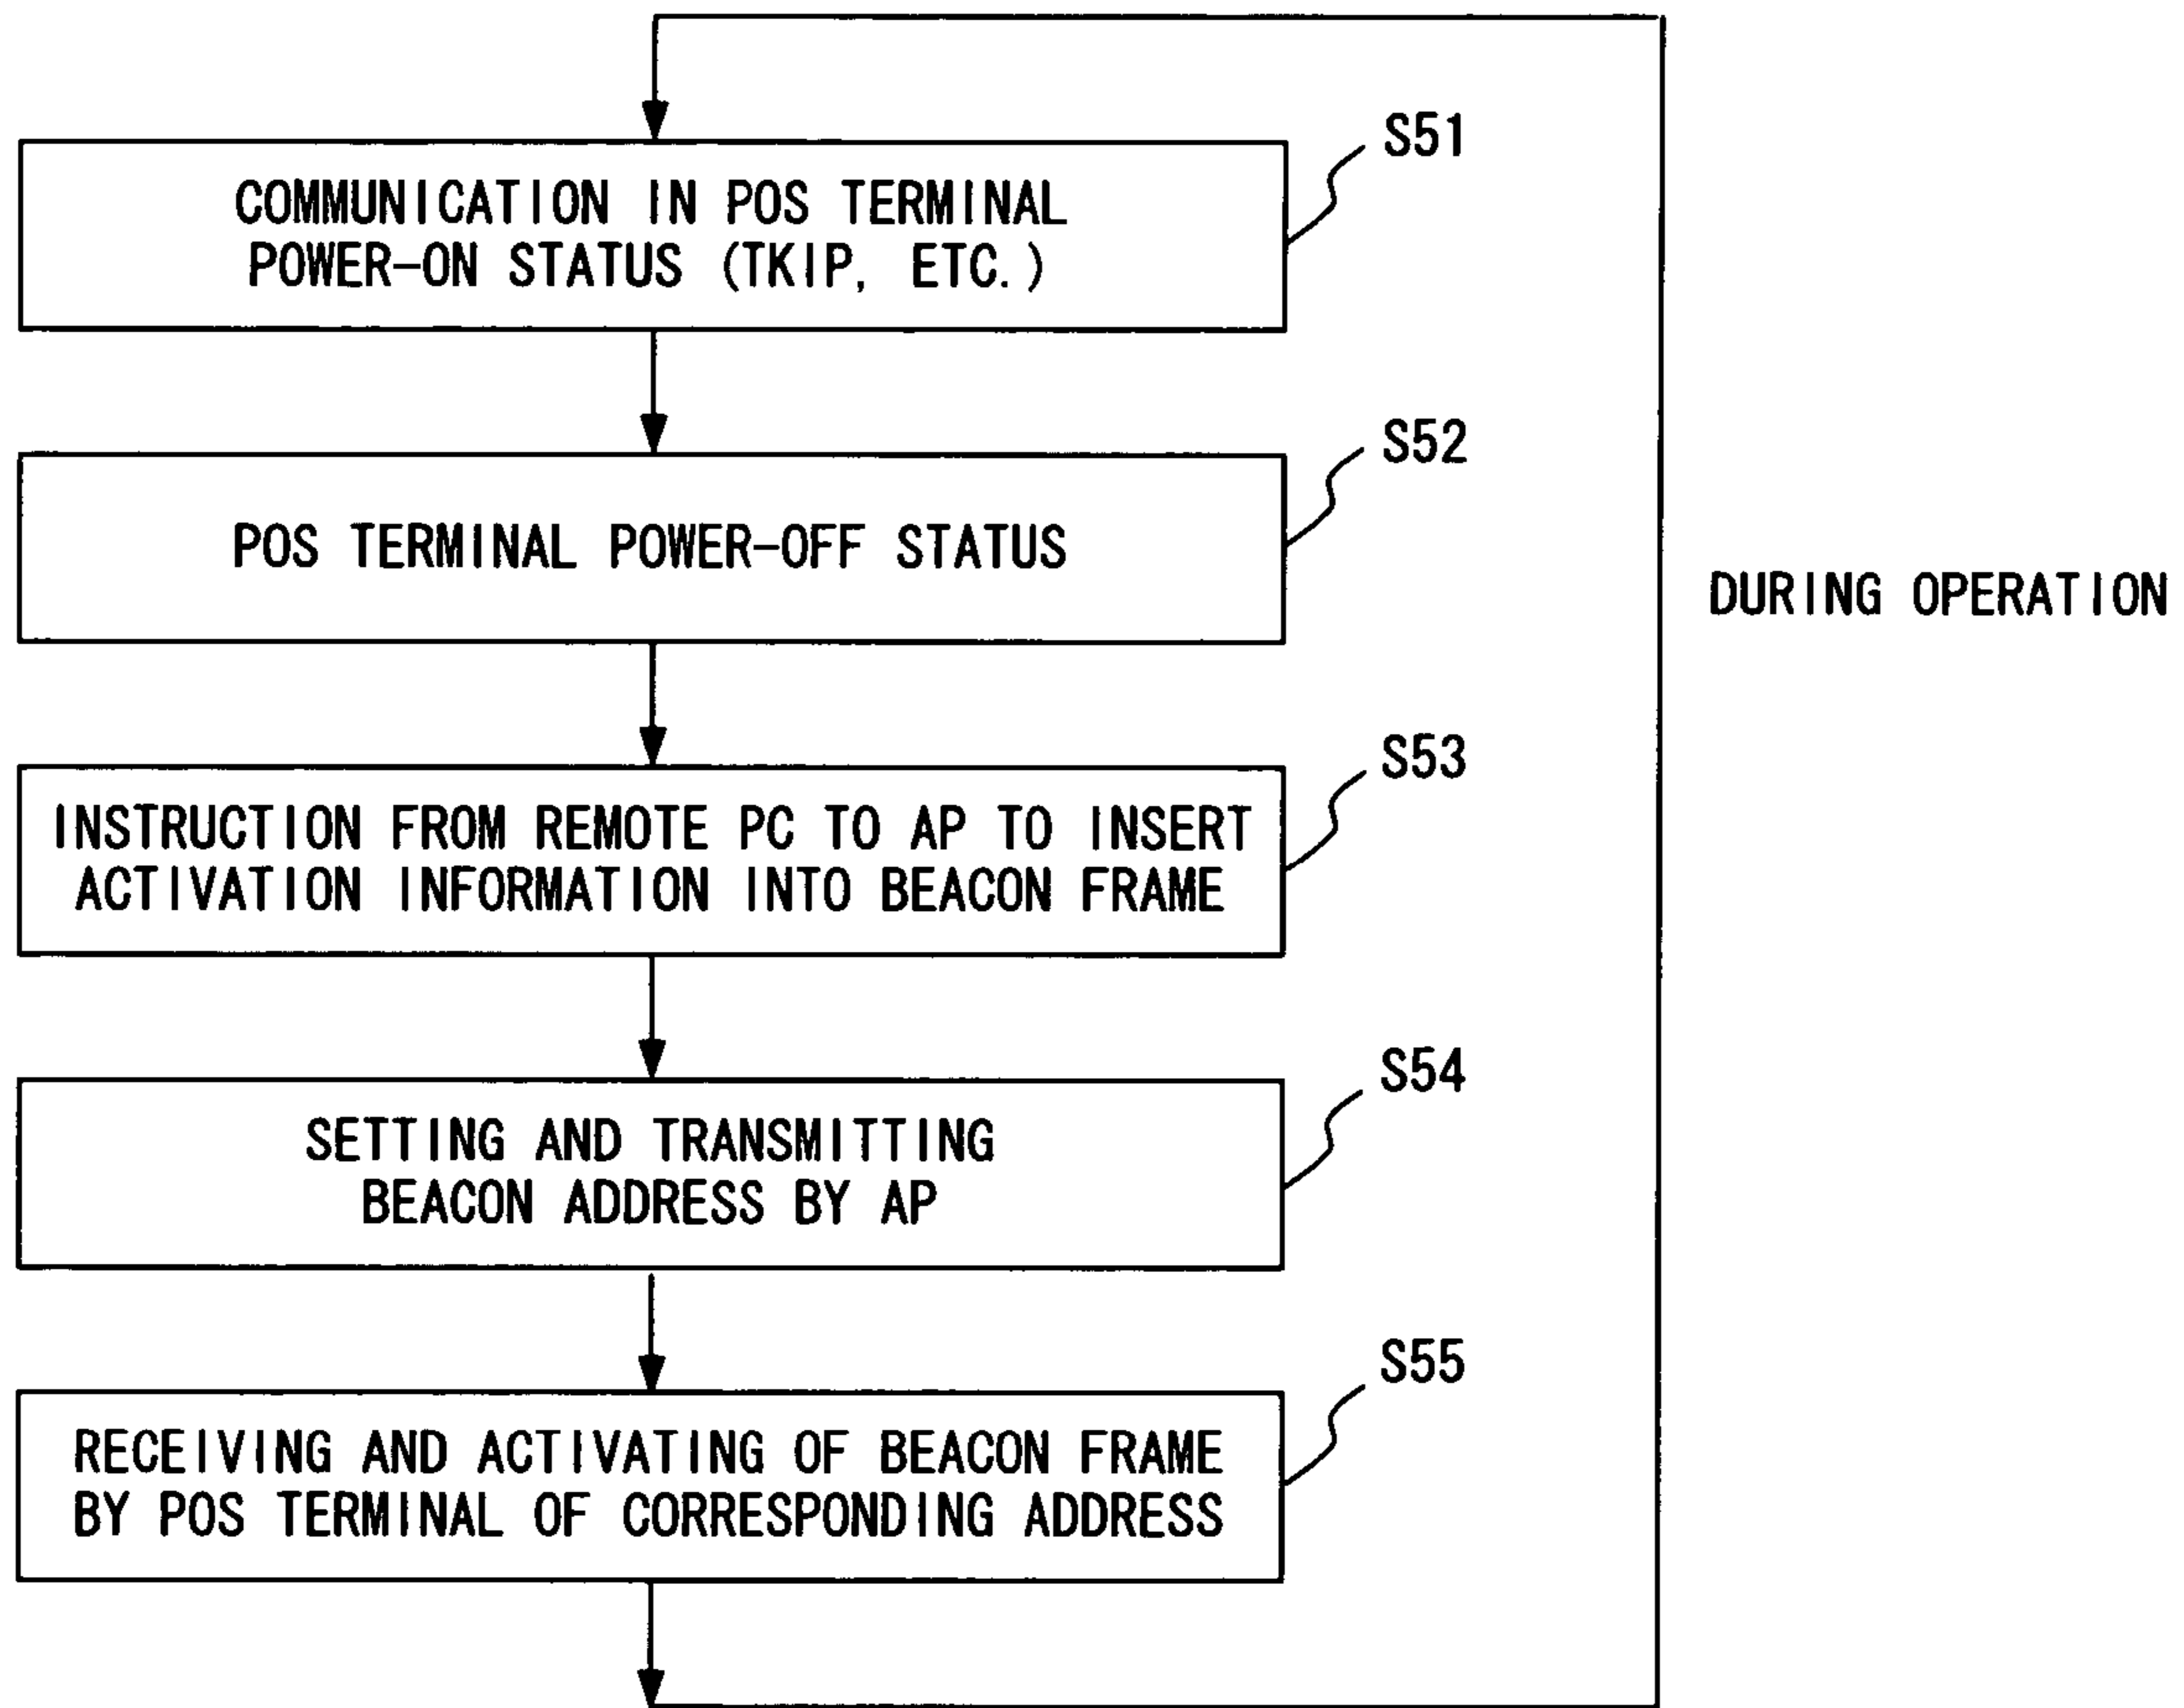 S51
COMMUNICATION IN POS TERMINAL
POWER-ON STATUS (TKIP, ETC.)
S52
POS TERMINAL POWER-OFF STATUS
DURING OPERATION
S53
INSTRUCTION FROM REMOTE PC TO AP TO INSERT
ACTIVATION INFORMATION INTO BEACON FRAME
S54
SETTING AND TRANSMITTING
BEACON ADDRESS BY AP
S55
RECEIVING AND ACTIVATING OF BEACON FRAME
BY POS TERMINAL OF CORRESPONDING ADDRESS